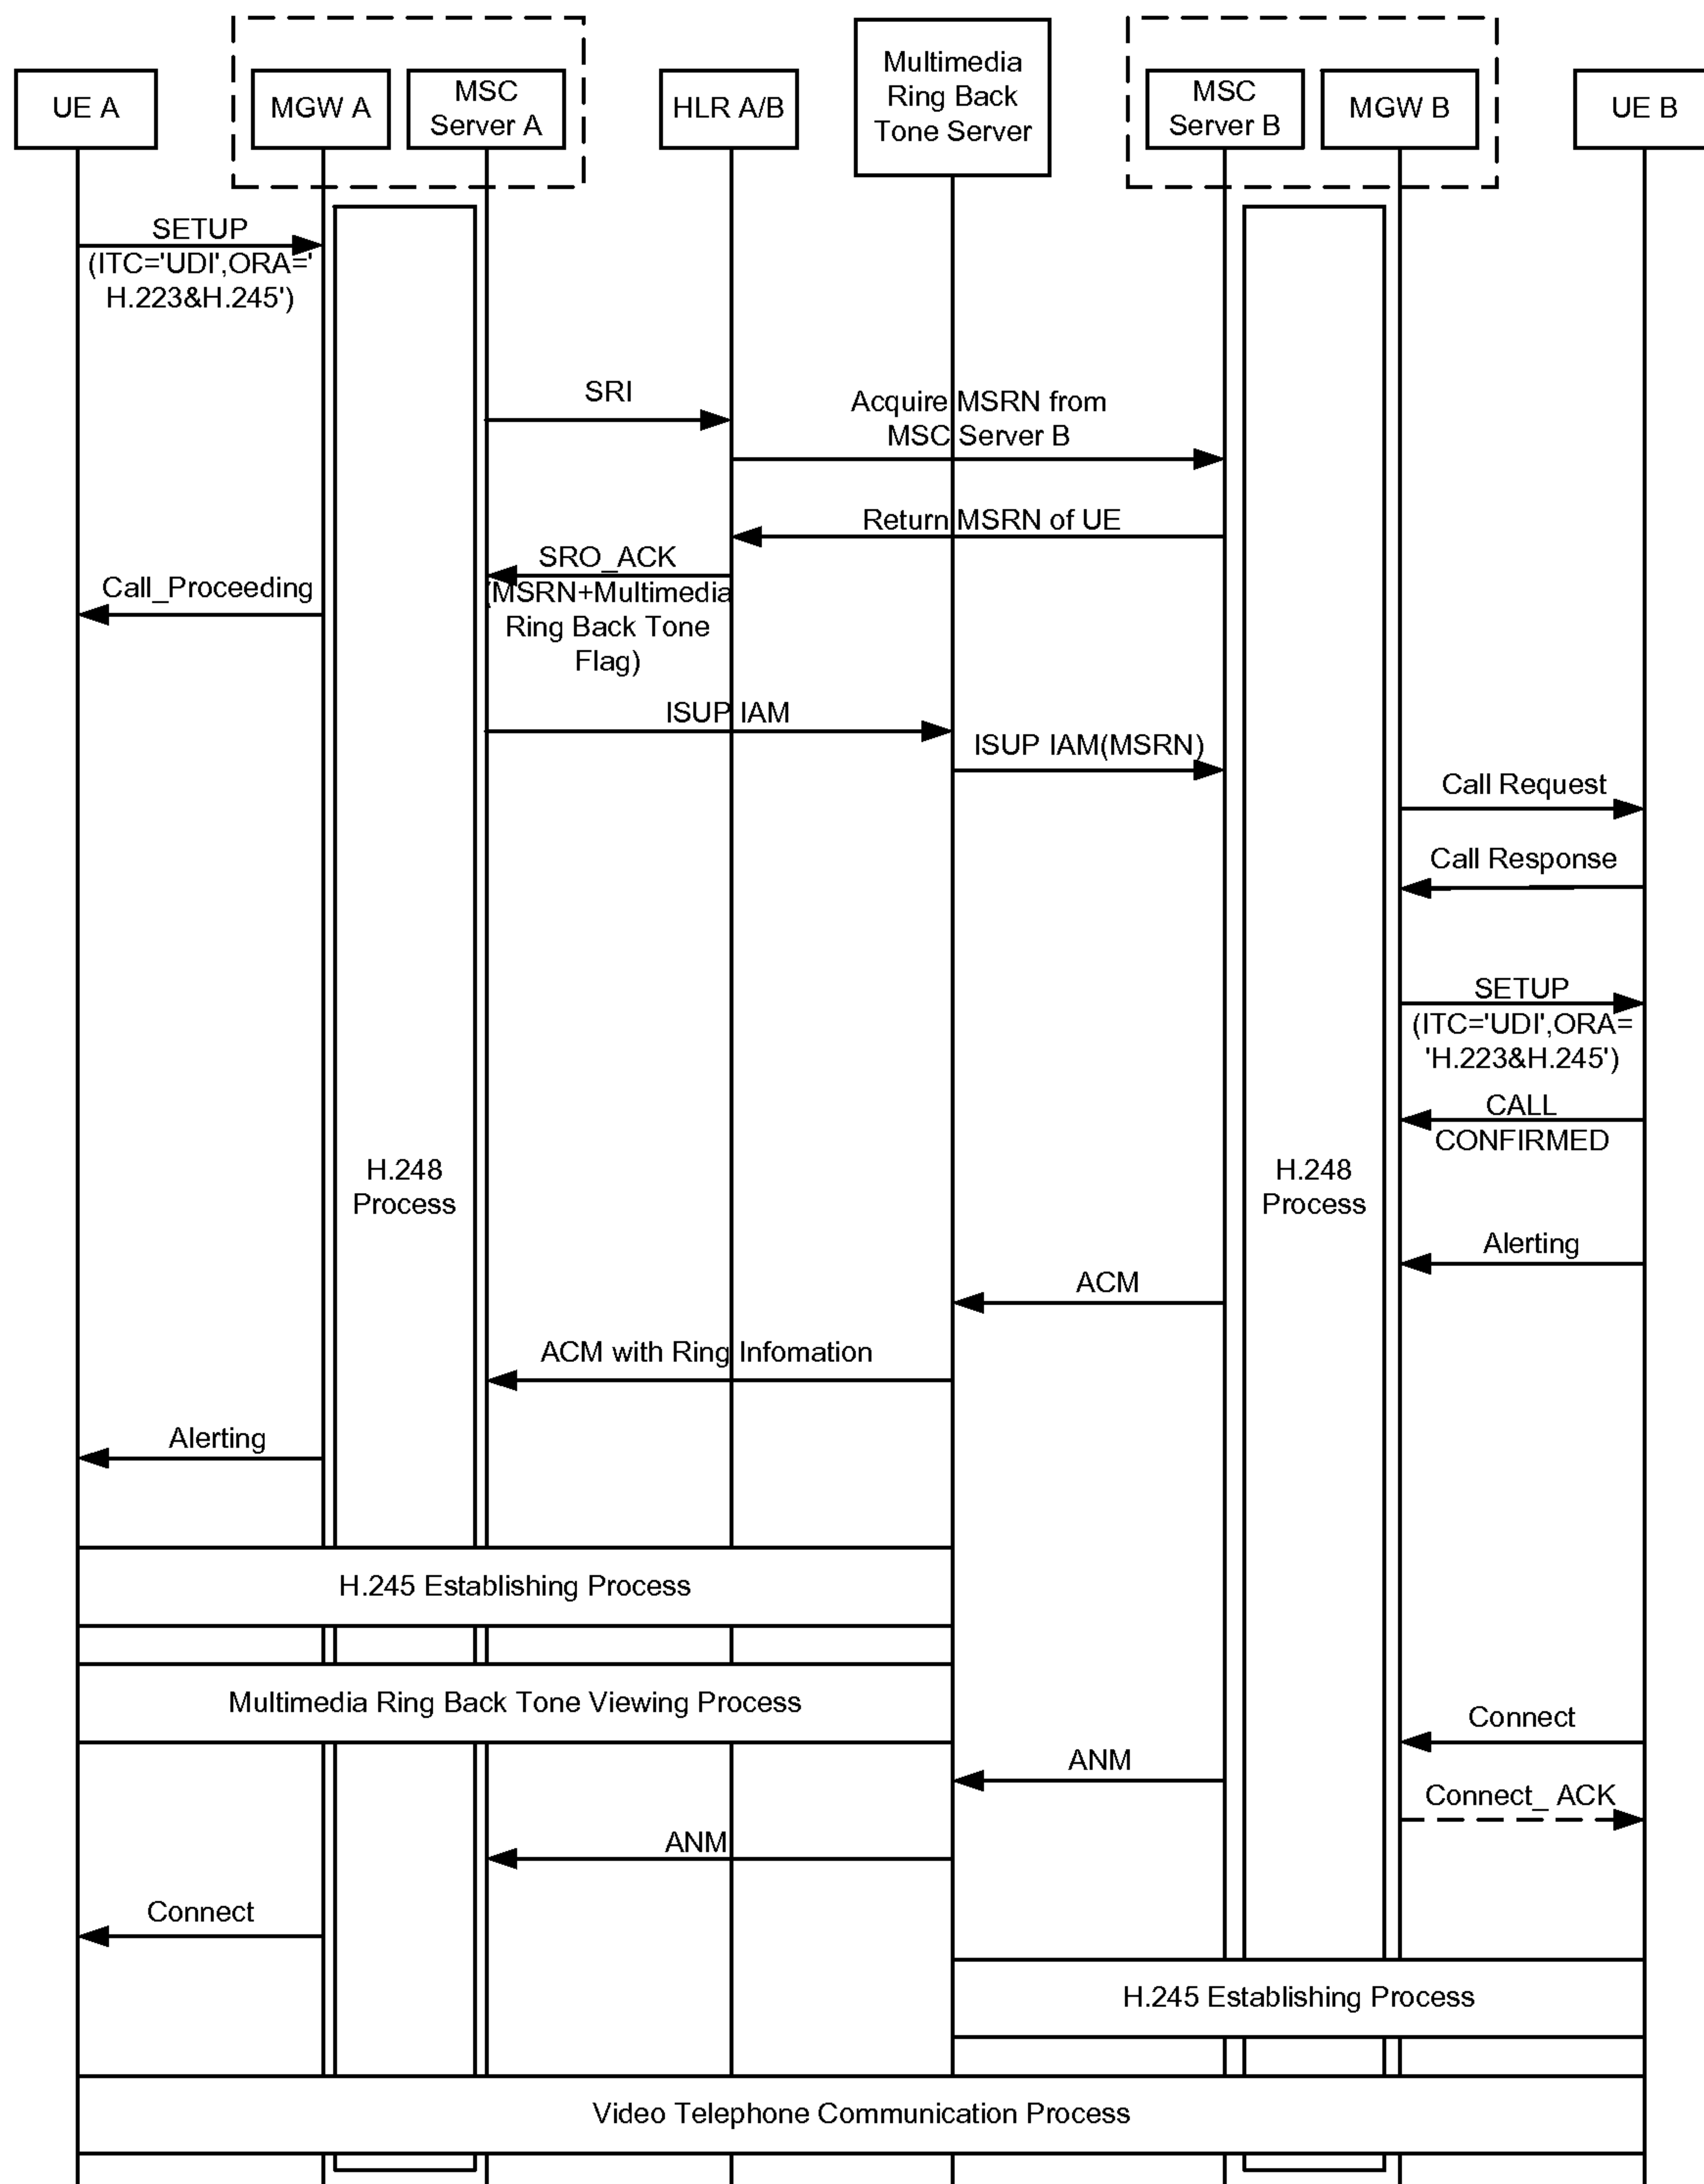 UE A
MGW A
MSC
Server A
HLR A/B
Multimedia
Ring Back
Tone Server
MSC
Server B
MGW B
UE B
SETUP
(ITC='UDI',ORA='
H.223&H.245')
SRI
Acquire MSRN from
MSC Server B
Return MSRN of UE
SRO_ACK
(MSRN+Multimedia
Ring Back Tone
Flag)
Call_Proceeding
ISUP IAM
ISUP IAM(MSRN)
Call Request
Call Response
SETUP
(ITC='UDI',ORA=
'H.223&H.245')
CALL
CONFIRMED
H.248
Process
H.248
Process
Alerting
ACM
ACM with Ring Infomation
Alerting
H.245 Establishing Process
Multimedia Ring Back Tone Viewing Process
Connect
ANM
Connect_ ACK
ANM
Connect
H.245 Establishing Process
Video Telephone Communication Process